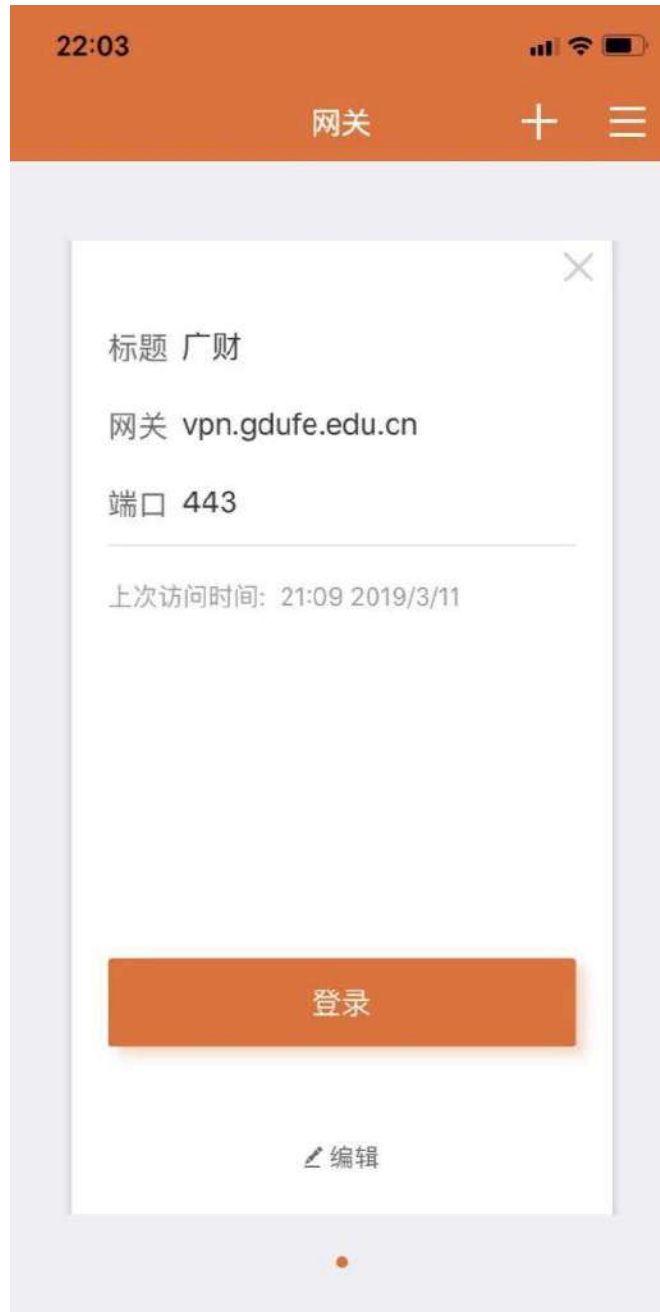 22:03
网关
标题 广财
网关 vpn.gdufe.edu.cn
端口 443
上次访问时间: 21:09 2019/3/11
登录
编辑